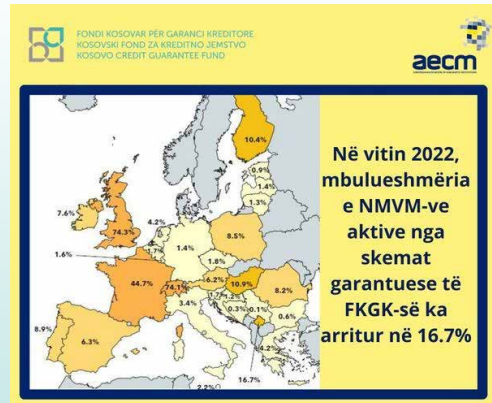 FONDI KOSOVAR PËR GARANCI KREDITORE
KOSOVSKI FOND ZA KREDITNO JEMSTVO
KOSOVO CREDIT GUARANTEE FUND
aecm
Në vitin 2022,
mbulueshmëria
e NMVM-ve
aktive nga
skemat
garantuese të
FKGK-së ka
arritur në 16.7%
10.4%
0.9%
1.4%
1.3%
7.6%
74.3%
4.2%
1.4%
8.5%
1.6%
1.8%
44.7%
74.1%
6.2%
10.9%
8.2%
3.4%
1.2%
0.3%
0.1%
0.6%
8.9%
6.3%
4.2%
16.7%
2.2%